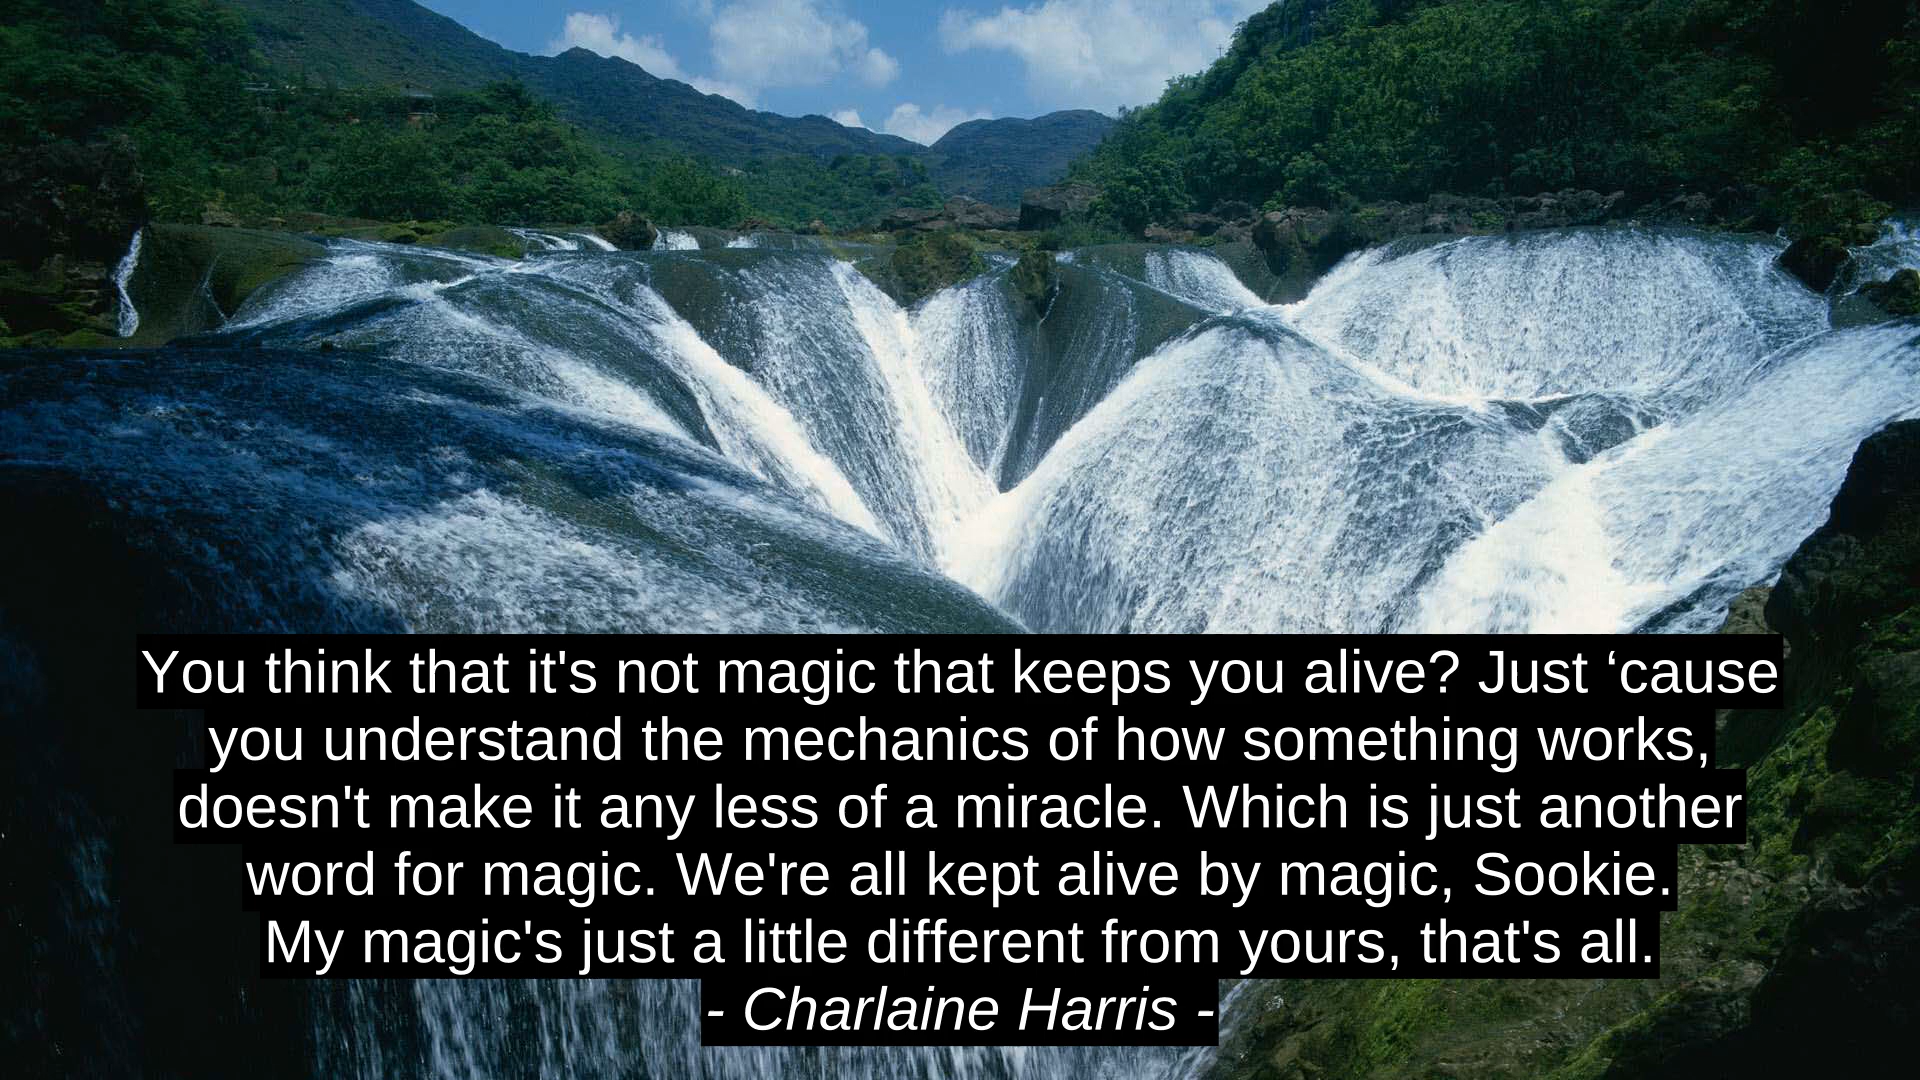 You think that it's not magic that keeps you alive? Just ‘cause
you understand the mechanics of how something works,
doesn't make it any less of a miracle. Which is just another
word for magic. We're all kept alive by magic, Sookie.
My magic's just a little different from yours, that's all.
- Charlaine Harris -